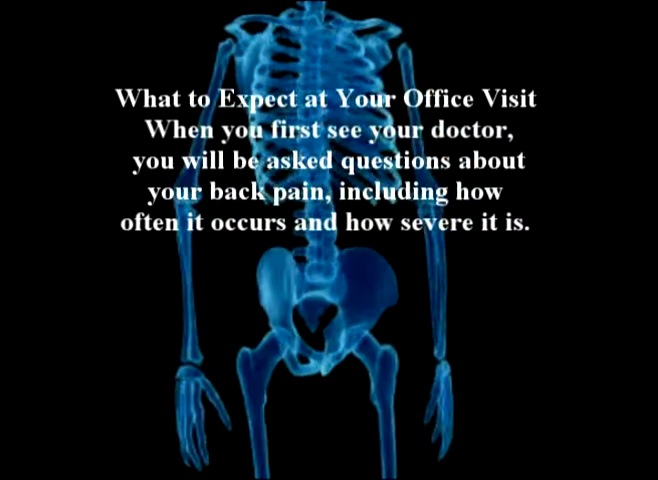 What to Expect at Your Office Visit
When you first see your doctor,
you will be asked questions about
your back pain, including how
often it occurs and how severe it is.